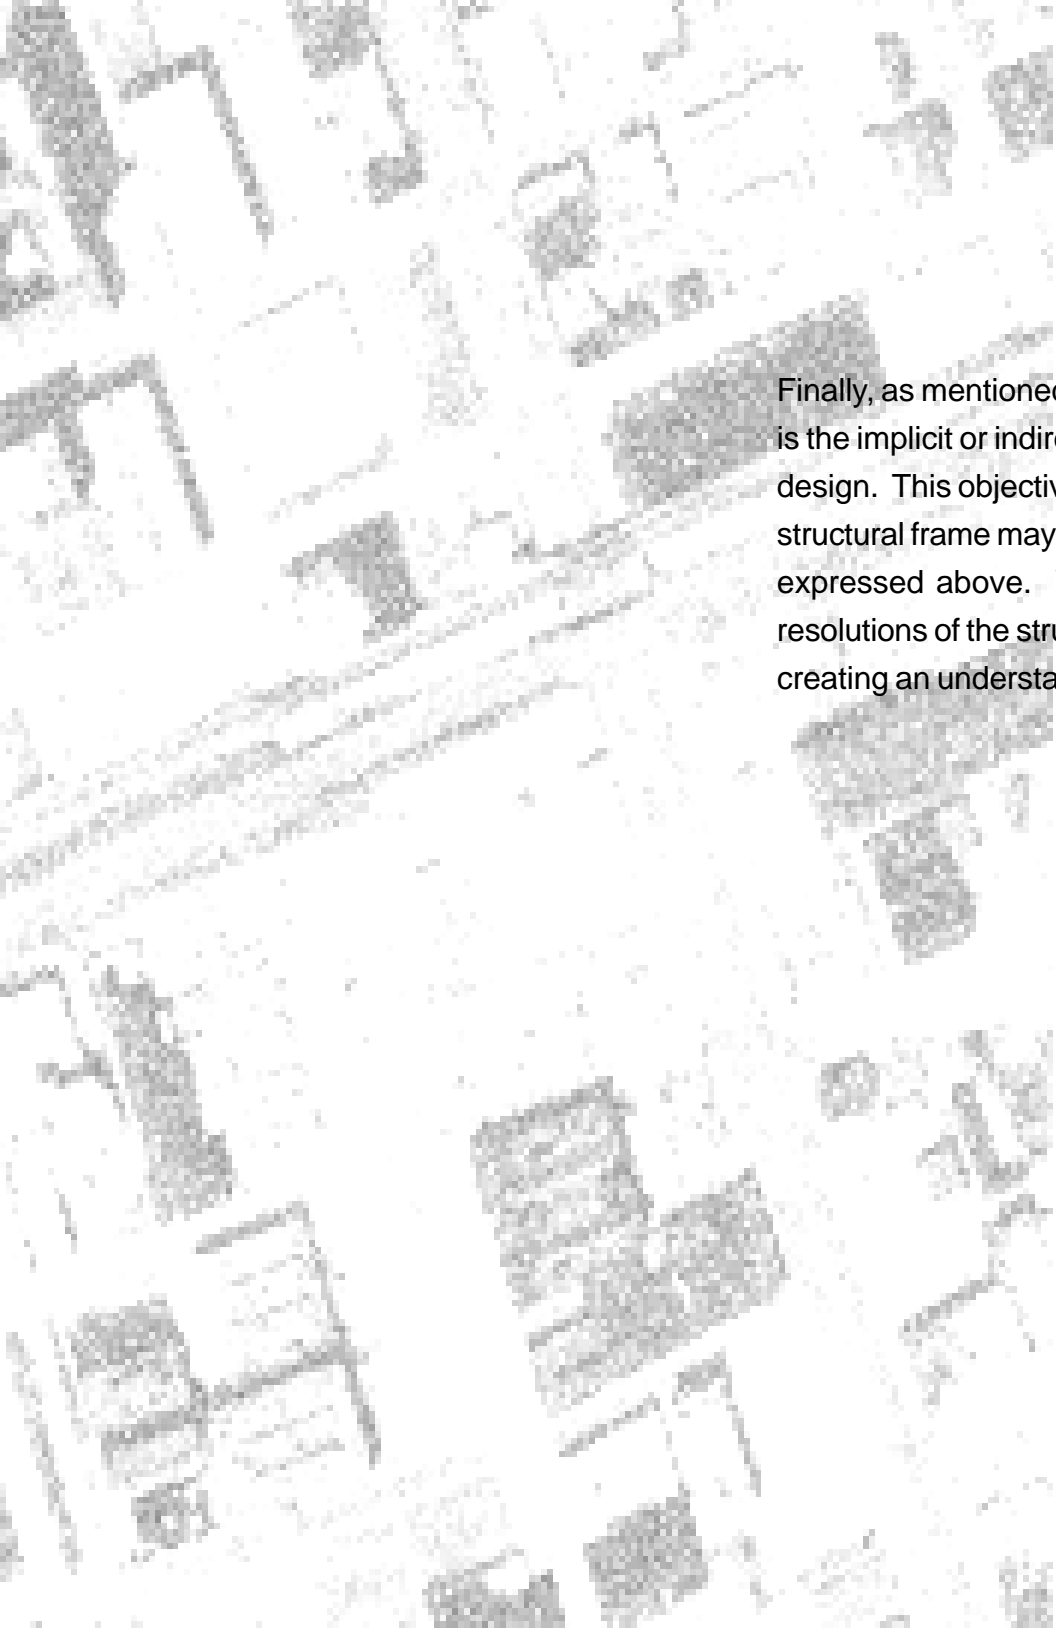 Finally, as mentioned
is the implicit or indire
design. This objectiv
structural frame may
expressed above.
resolutions of the stru
creating an understa